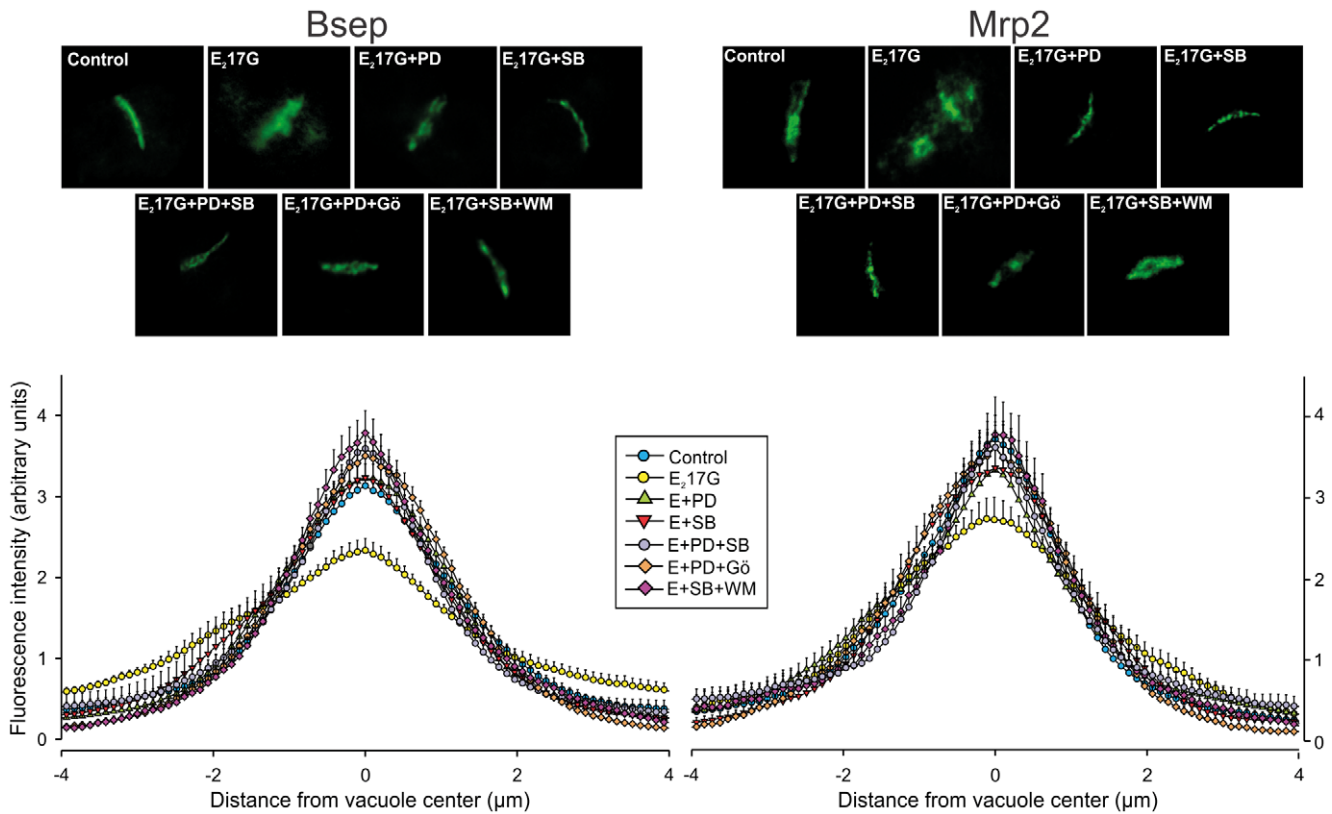 Bsep
Mrp2
Control
E₂17G
E₂17G+PD
E₂17G+SB
E₂17G+PD+SB
E₂17G+PD+Gö
E₂17G+SB+WM
Control
E₂17G
E₂17G+PD
E₂17G+SB
E₂17G+PD+SB
E₂17G+PD+Gö
E₂17G+SB+WM
Fluorescence intensity (arbitrary units)
4
3
2
1
0
-4
-2
0
2
4
Distance from vacuole center (µm)
Control
E₂17G
E+PD
E+SB
E+PD+SB
E+PD+Gö
E+SB+WM
4
3
2
1
0
-4
-2
0
2
4
Distance from vacuole center (µm)